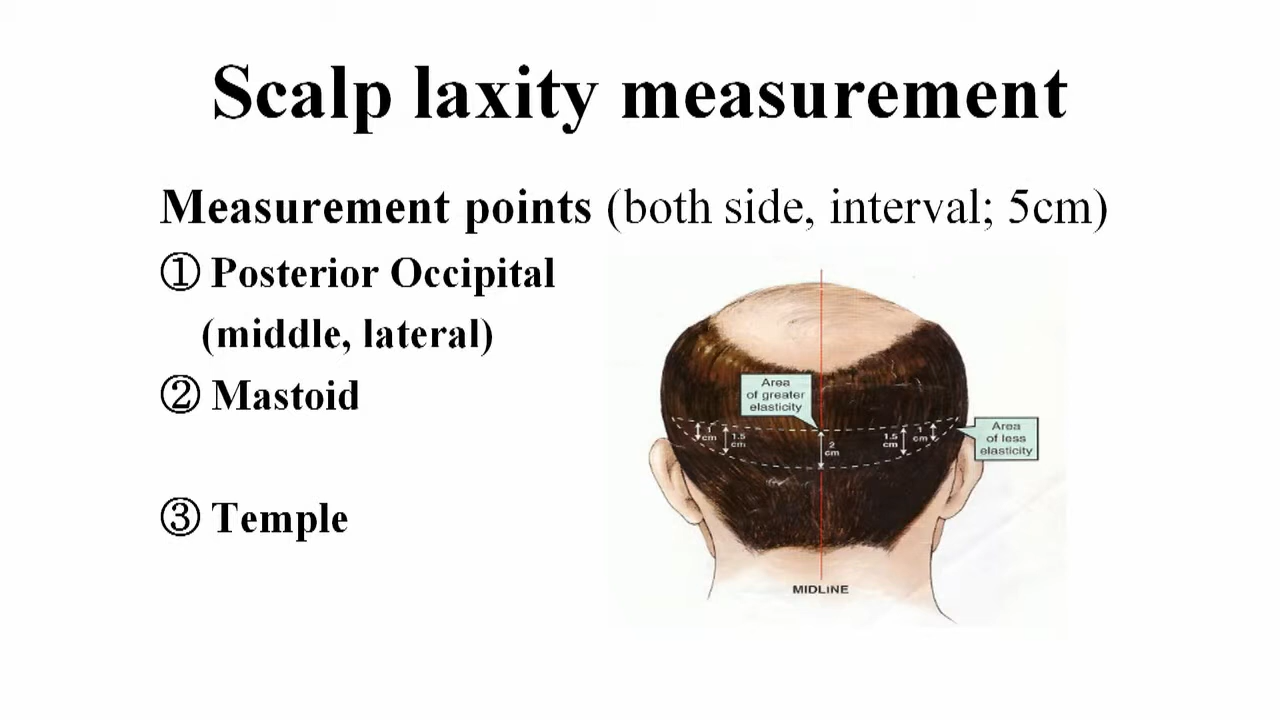 Scalp laxity measurement
Measurement points (both side, interval; 5cm)
① Posterior Occipital
(middle, lateral)
② Mastoid
③ Temple
Area
of greater
elasticity
Area
of less
elasticity
1
cm
1.5
cm
2
cm
1.5
cm
1
cm
MIDLINE